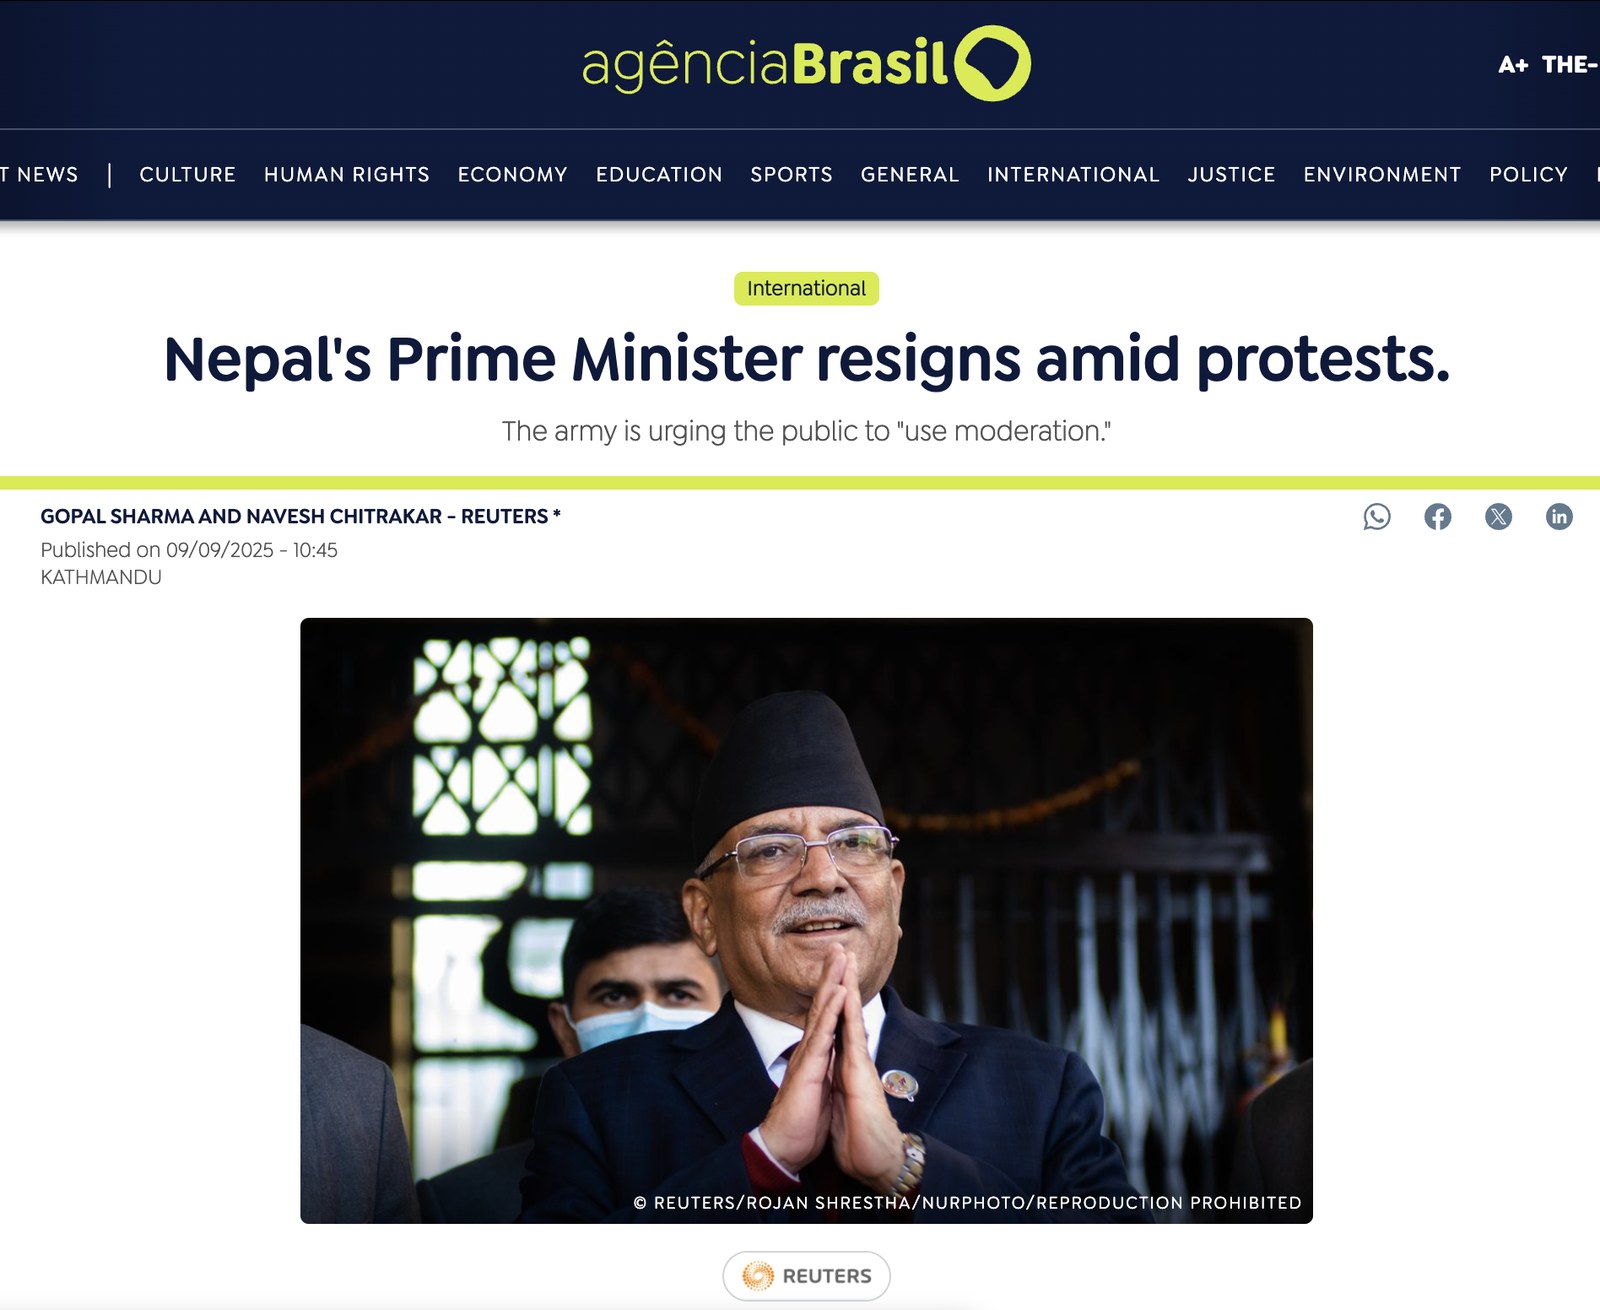 agênciaBrasil
A+ THE-
T NEWS | CULTURE HUMAN RIGHTS ECONOMY EDUCATION SPORTS GENERAL INTERNATIONAL JUSTICE ENVIRONMENT POLICY
International
Nepal's Prime Minister resigns amid protests.
The army is urging the public to "use moderation."
GOPAL SHARMA AND NAVESH CHITRAKAR - REUTERS *
Published on 09/09/2025 - 10:45
KATHMANDU
© REUTERS/ROJAN SHRESTHA/NURPHOTO/REPRODUCTION PROHIBITED
REUTERS